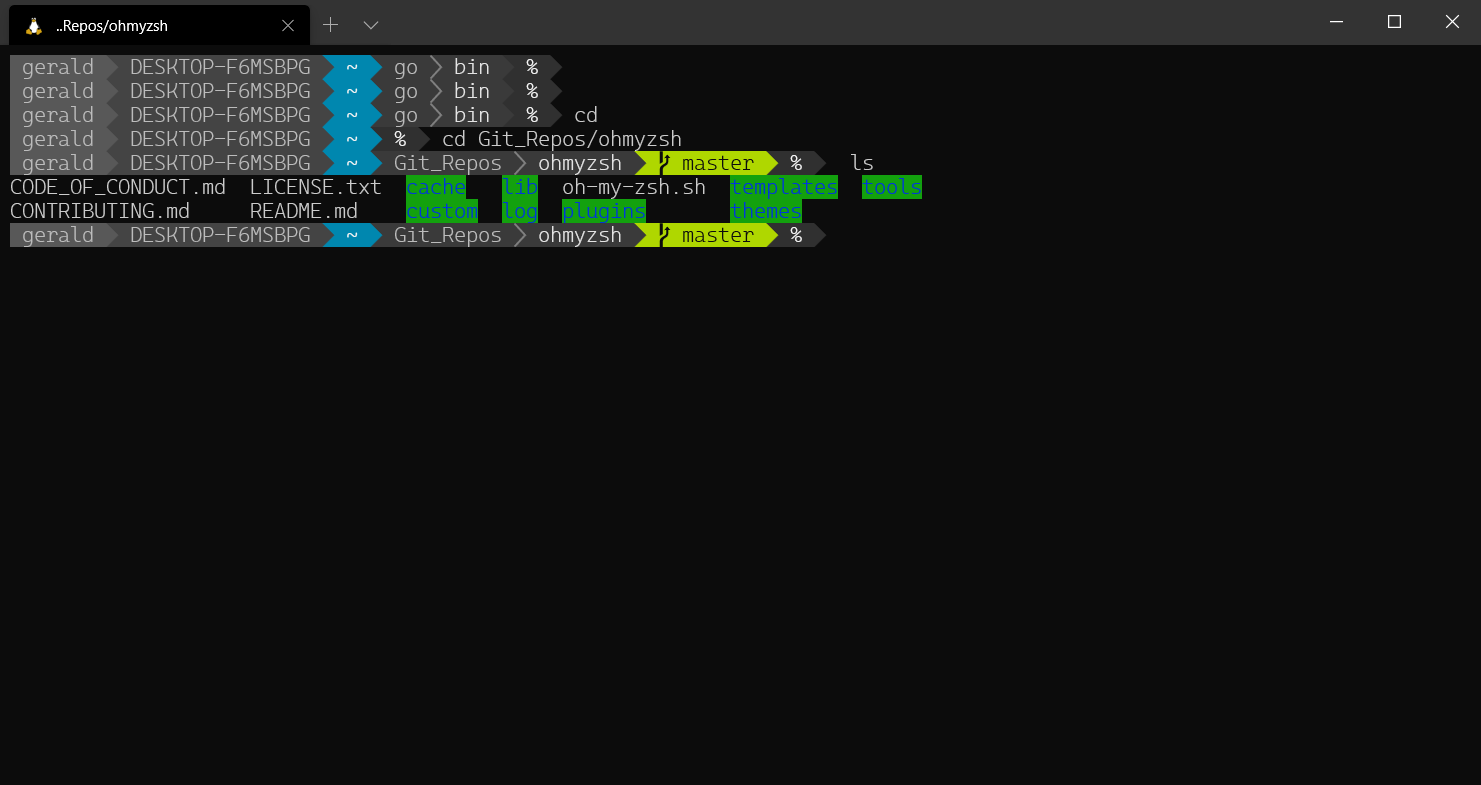 ..Repos/ohmyzsh
gerald DESKTOP-F6MSBPG ~ go bin %
gerald DESKTOP-F6MSBPG ~ go bin %
gerald DESKTOP-F6MSBPG ~ go bin % cd
gerald DESKTOP-F6MSBPG ~ % cd Git_Repos/ohmyzsh
gerald DESKTOP-F6MSBPG ~ Git_Repos ohmyzsh master % ls
CODE_OF_CONDUCT.md LICENSE.txt cache lib oh-my-zsh.sh templates tools
CONTRIBUTING.md README.md custom log plugins themes
gerald DESKTOP-F6MSBPG ~ Git_Repos ohmyzsh master %